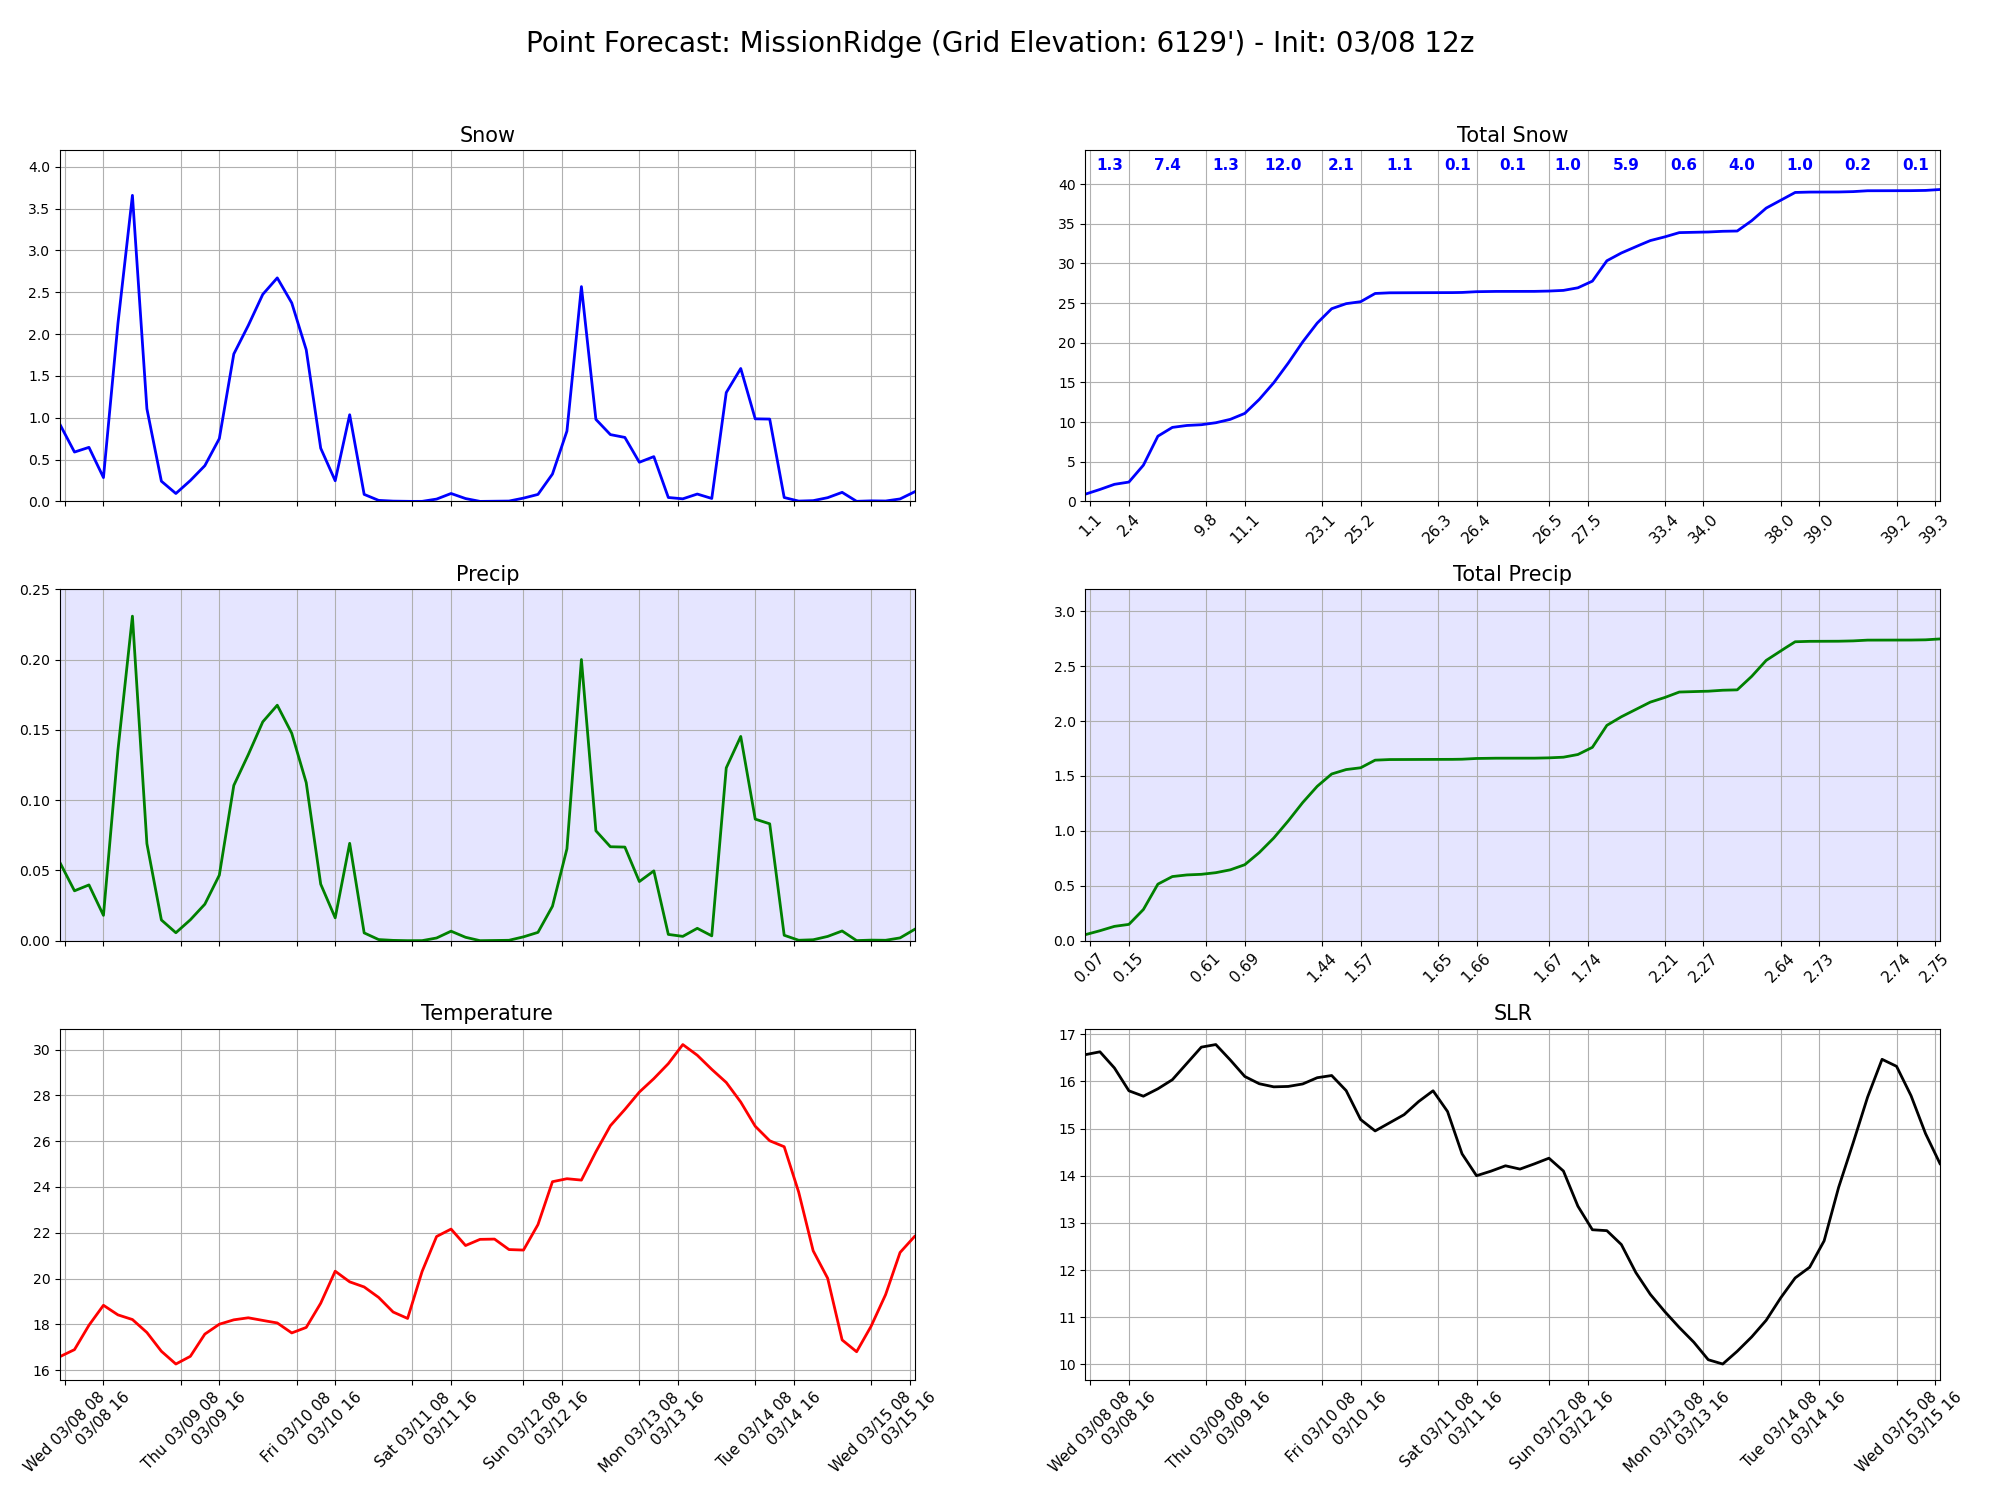 Point Forecast: MissionRidge (Grid Elevation: 6129') - Init: 03/08 12z
Snow
4.0
3.5
3.0
2.5
2.0
1.5
1.0
0.5
0.0
Total Snow
1.3 7.4 1.3 12.0 2.1 1.1 0.1 0.1 1.0 5.9 0.6 4.0 1.0 0.2 0.1
40
35
30
25
20
15
10
5
0
1.1 2.4 9.8 11.1 23.1 25.2 26.3 26.4 26.5 27.5 33.4 34.0 38.0 39.0 39.2 39.3
Precip
0.25
0.20
0.15
0.10
0.05
0.00
Total Precip
3.0
2.5
2.0
1.5
1.0
0.5
0.0
0.07 0.15 0.61 0.69 1.44 1.57 1.65 1.66 1.67 1.74 2.21 2.27 2.64 2.73 2.74 2.75
Temperature
30
28
26
24
22
20
18
16
Wed 03/08 08
03/08 16
Thu 03/09 08
03/09 16
Fri 03/10 08
03/10 16
Sat 03/11 08
03/11 16
Sun 03/12 08
03/12 16
Mon 03/13 08
03/13 16
Tue 03/14 08
03/14 16
Wed 03/15 08
03/15 16
SLR
17
16
15
14
13
12
11
10
Wed 03/08 08
03/08 16
Thu 03/09 08
03/09 16
Fri 03/10 08
03/10 16
Sat 03/11 08
03/11 16
Sun 03/12 08
03/12 16
Mon 03/13 08
03/13 16
Tue 03/14 08
03/14 16
Wed 03/15 08
03/15 16